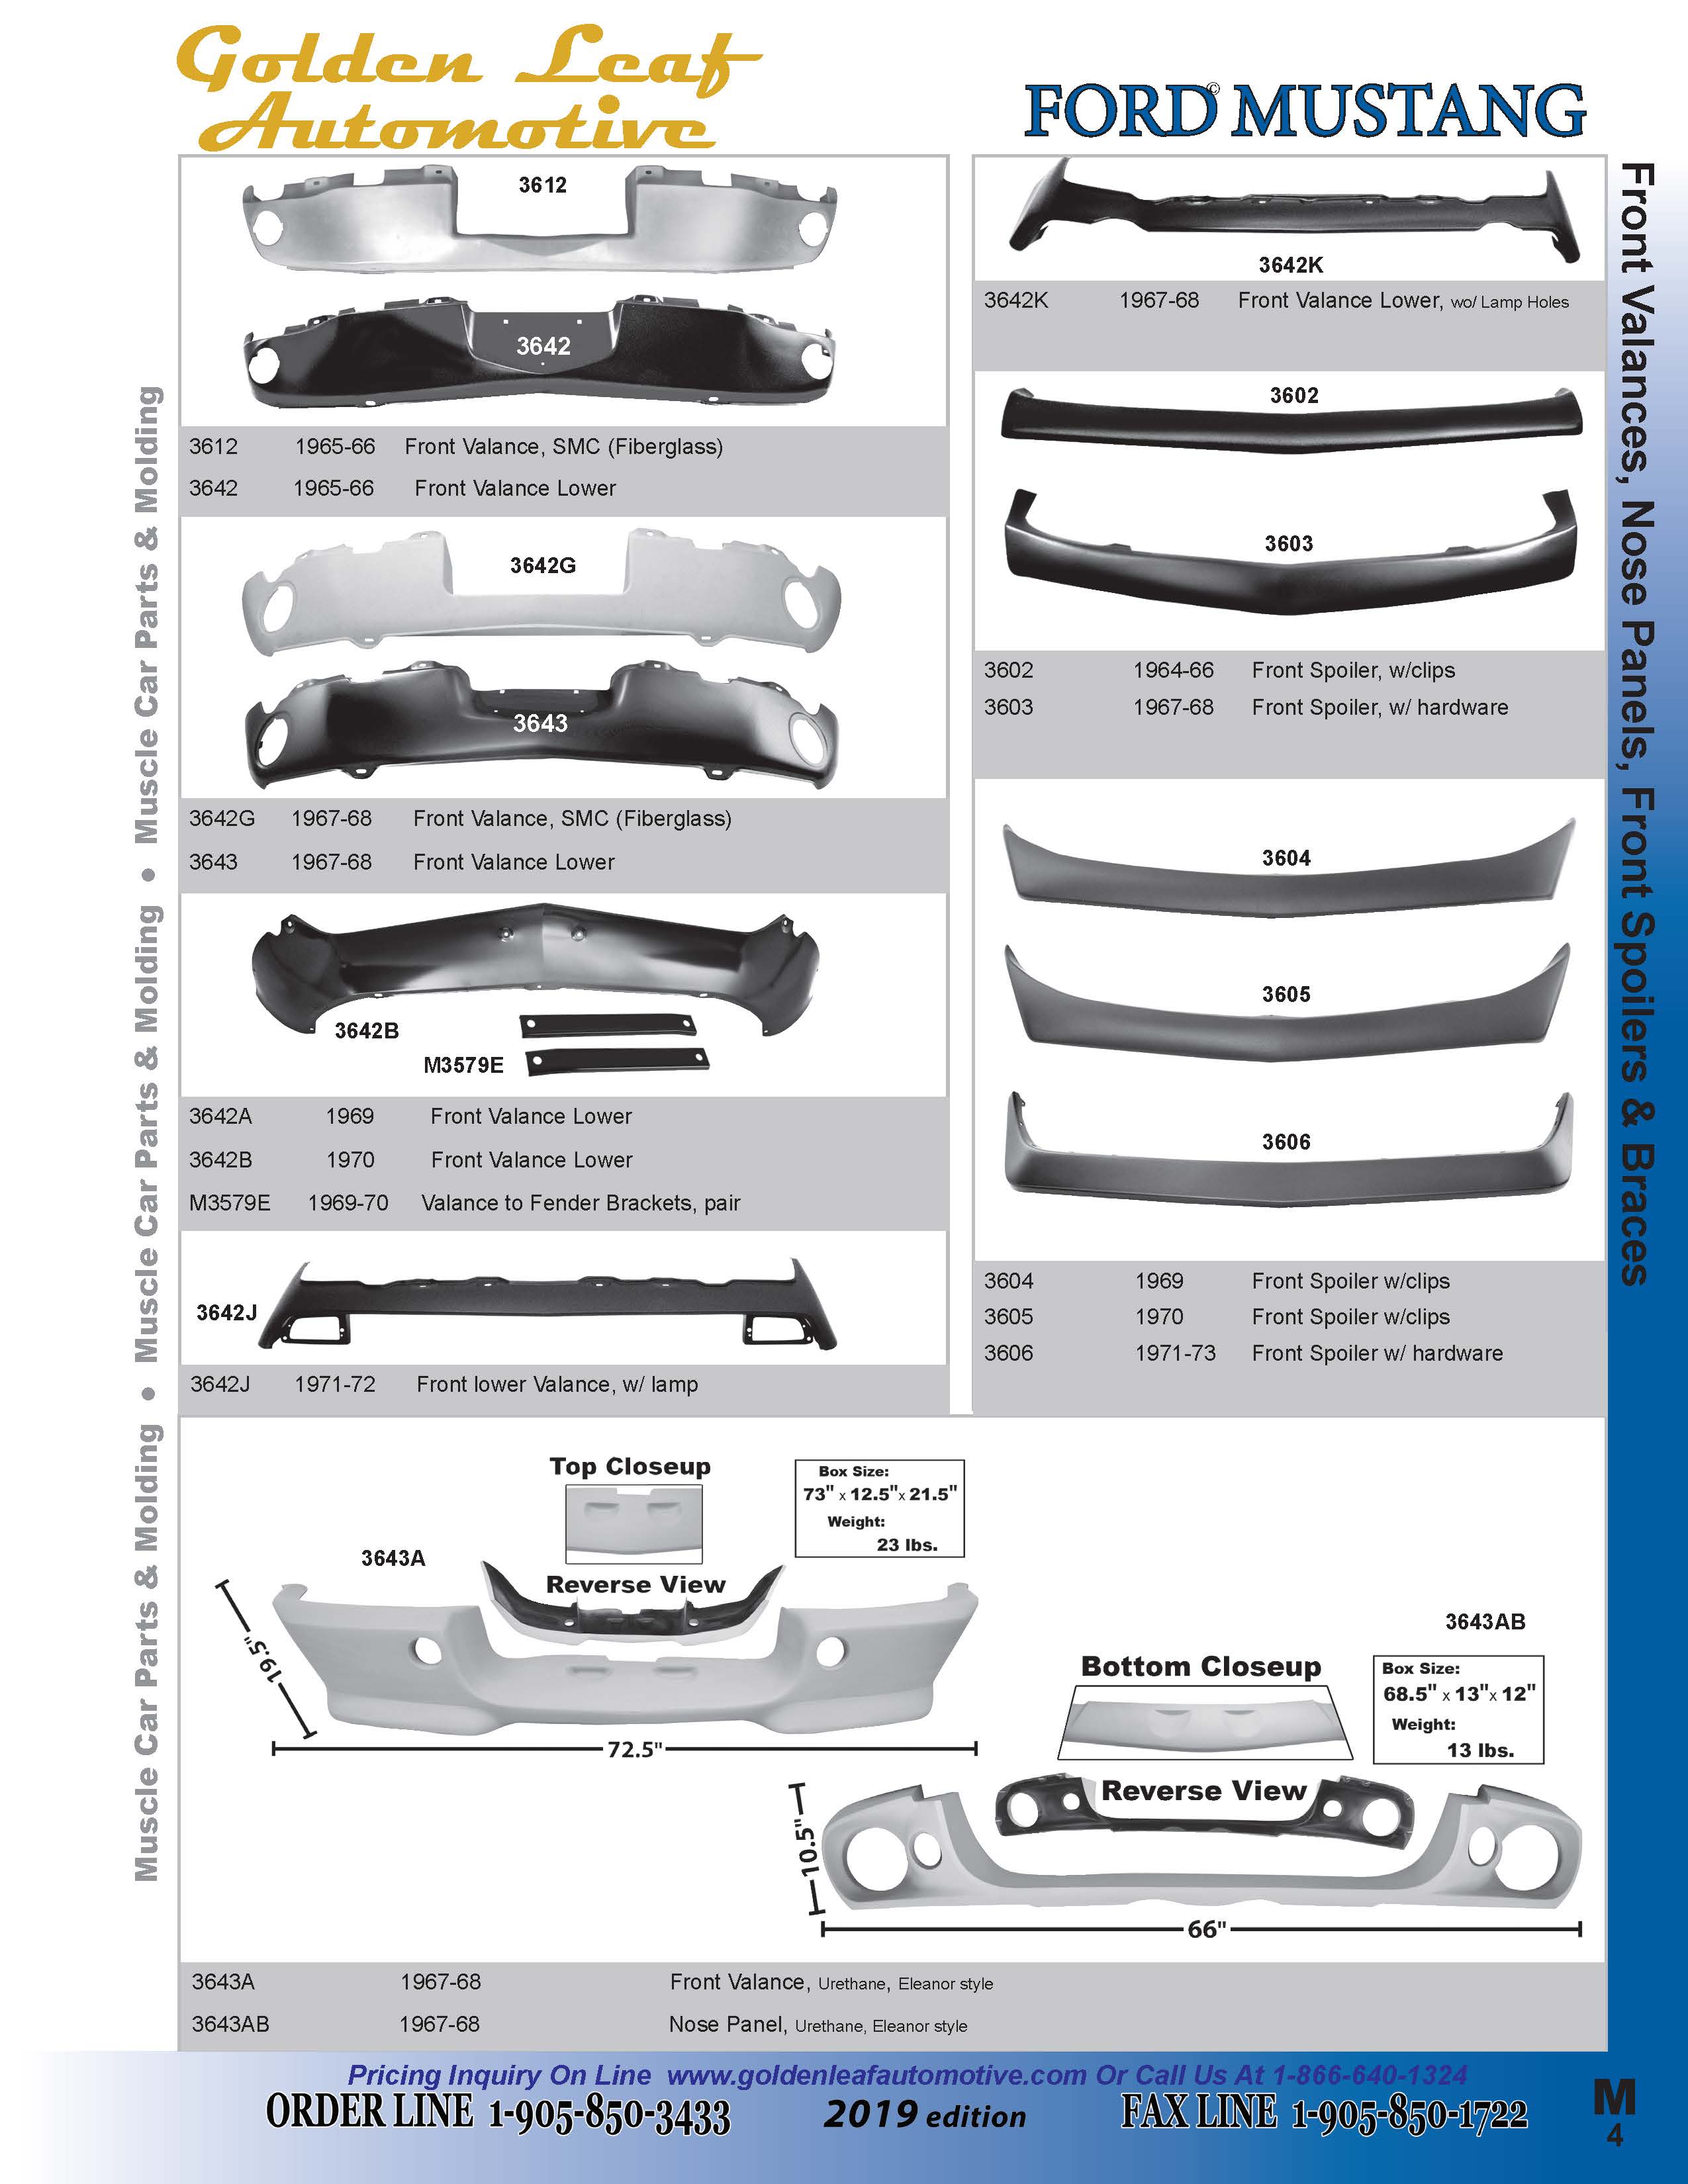 Golden Leaf
Automotive
FORD© MUSTANG
Front Valances, Nose Panels, Front Spoilers & Braces
Muscle Car Parts & Molding • Muscle Car Parts & Molding • Muscle Car Parts & Molding
3612
3642
3612 1965-66 Front Valance, SMC (Fiberglass)
3642 1965-66 Front Valance Lower
3642G
3643
3642G 1967-68 Front Valance, SMC (Fiberglass)
3643 1967-68 Front Valance Lower
3642B
M3579E
3642A 1969 Front Valance Lower
3642B 1970 Front Valance Lower
M3579E 1969-70 Valance to Fender Brackets, pair
3642J
3642J 1971-72 Front lower Valance, w/ lamp
3642K
3642K 1967-68 Front Valance Lower, wo/ Lamp Holes
3602
3603
3602 1964-66 Front Spoiler, w/clips
3603 1967-68 Front Spoiler, w/ hardware
3604
3605
3606
3604 1969 Front Spoiler w/clips
3605 1970 Front Spoiler w/clips
3606 1971-73 Front Spoiler w/ hardware
Top Closeup
Box Size:
73" x 12.5" x 21.5"
Weight:
23 lbs.
3643A
Reverse View
19.5"
72.5"
3643AB
Bottom Closeup
Box Size:
68.5" x 13" x 12"
Weight:
13 lbs.
Reverse View
10.5"
66"
3643A 1967-68 Front Valance, Urethane, Eleanor style
3643AB 1967-68 Nose Panel, Urethane, Eleanor style
Pricing Inquiry On Line www.goldenleafautomotive.com Or Call Us At 1-866-640-1324
ORDER LINE 1-905-850-3433 2019 edition FAX LINE 1-905-850-1722
M
4